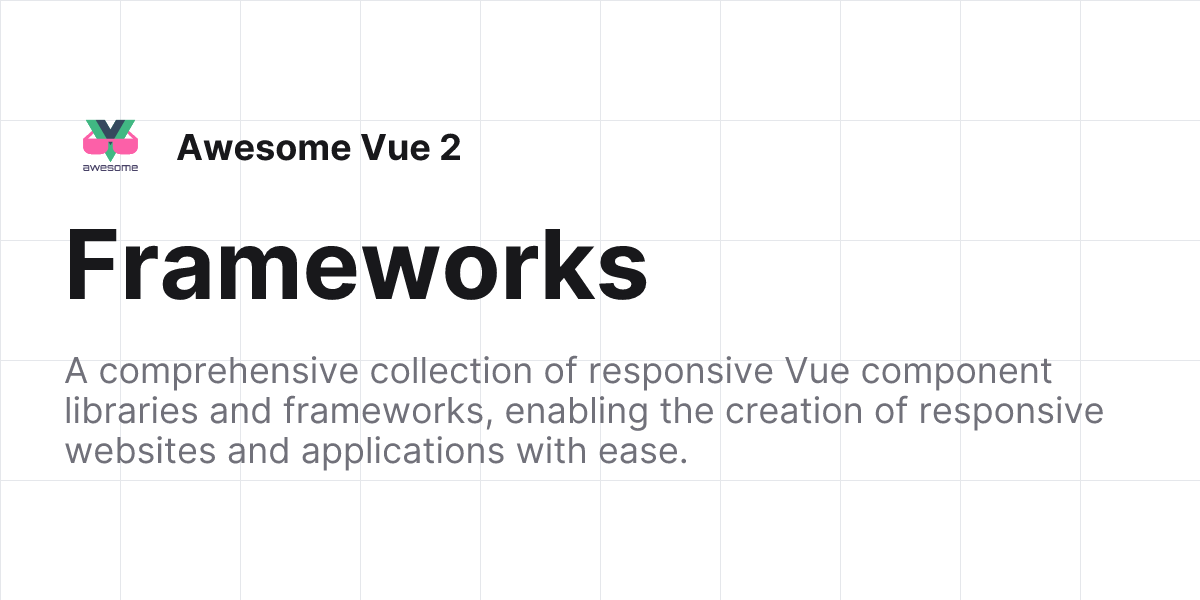 awesome
Awesome Vue 2
Frameworks
A comprehensive collection of responsive Vue component
libraries and frameworks, enabling the creation of responsive
websites and applications with ease.